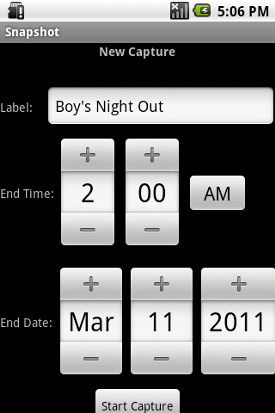 5:06 PM
Snapshot
New Capture
Label: Boy's Night Out
+ +
End Time: 2 00 AM
− −
+ + +
End Date: Mar 11 2011
− − −
Start Capture